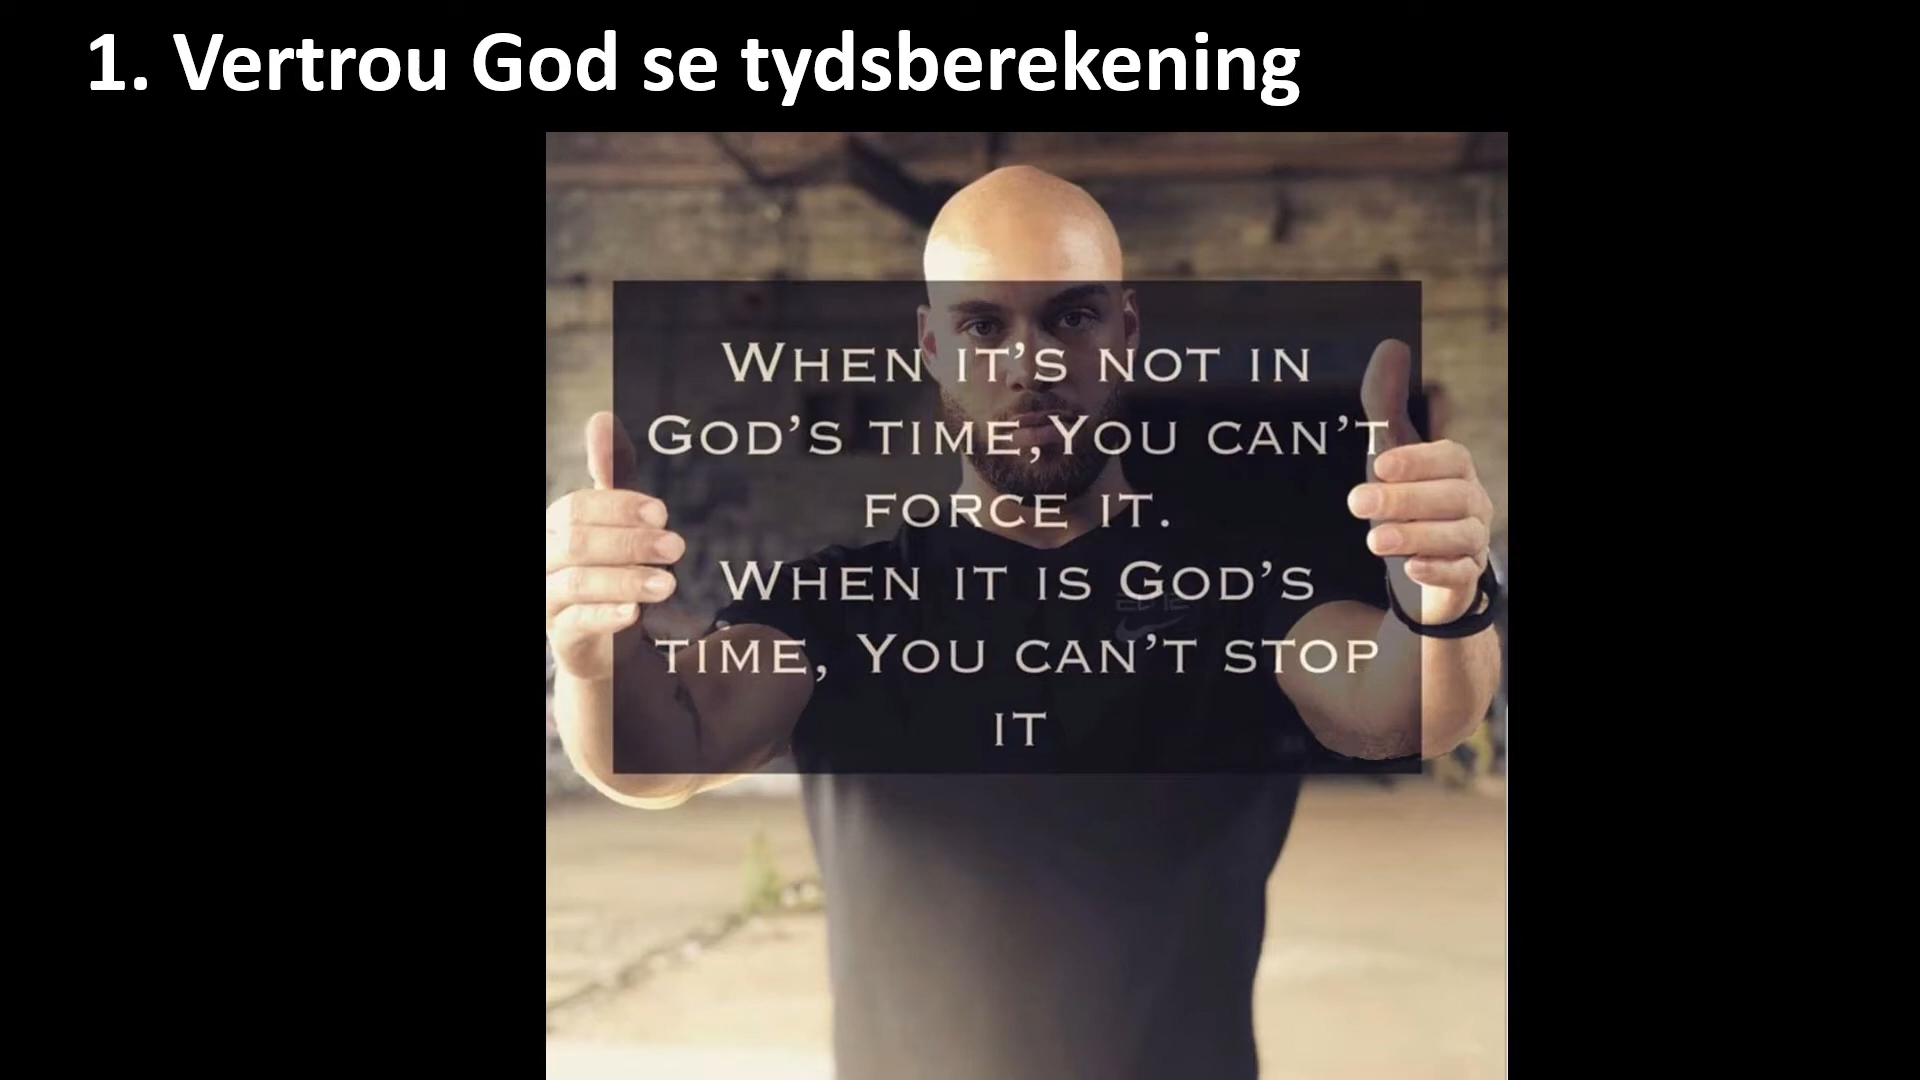 1. Vertrou God se tydsberekening
WHEN IT'S NOT IN
GOD'S TIME,YOU CAN'T
FORCE IT.
WHEN IT IS GOD'S
TIME, YOU CAN'T STOP
IT